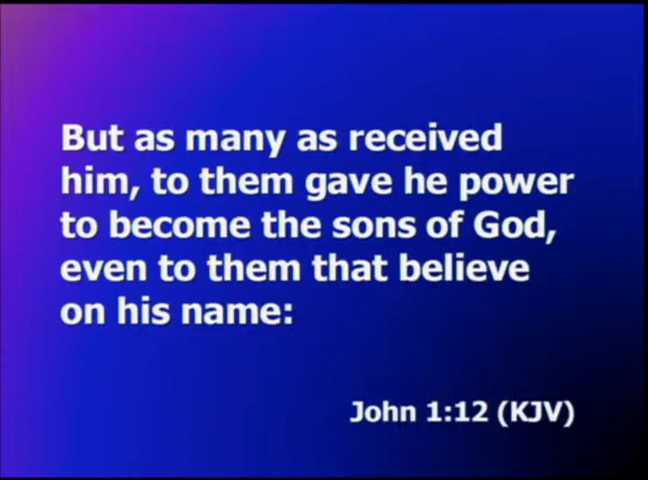 But as many as received
him, to them gave he power
to become the sons of God,
even to them that believe
on his name:
John 1:12 (KJV)